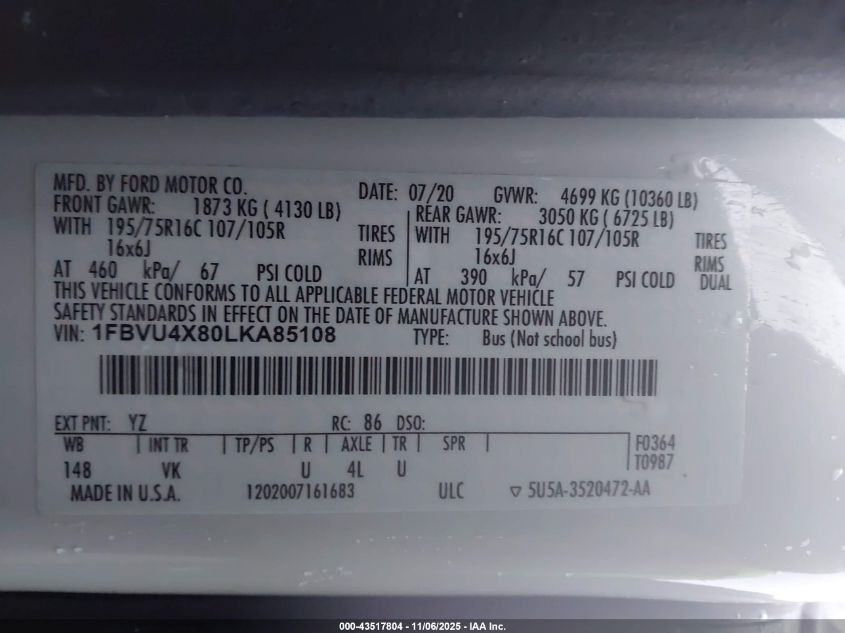 MFD. BY FORD MOTOR CO. DATE: 07/20 GVWR: 4699 KG (10360 LB)
FRONT GAWR: 1873 KG ( 4130 LB) REAR GAWR: 3050 KG ( 6725 LB)
WITH 195/75R16C 107/105R TIRES WITH 195/75R16C 107/105R TIRES
16x6J RIMS 16x6J RIMS
AT 460 kPa/ 67 PSI COLD AT 390 kPa/ 57 PSI COLD DUAL
THIS VEHICLE CONFORMS TO ALL APPLICABLE FEDERAL MOTOR VEHICLE
SAFETY STANDARDS IN EFFECT ON THE DATE OF MANUFACTURE SHOWN ABOVE.
VIN: 1FBVU4X80LKA85108 TYPE: Bus (Not school bus)
EXT PNT: YZ RC: 86 DSO:
WB INT TR TP/PS R AXLE TR SPR F0364
148 VK U 4L U T0987
MADE IN U.S.A. 1202007161683 ULC ▽ 5U5A-3520472-AA
000-43517804 - 11/06/2025 - IAA Inc.